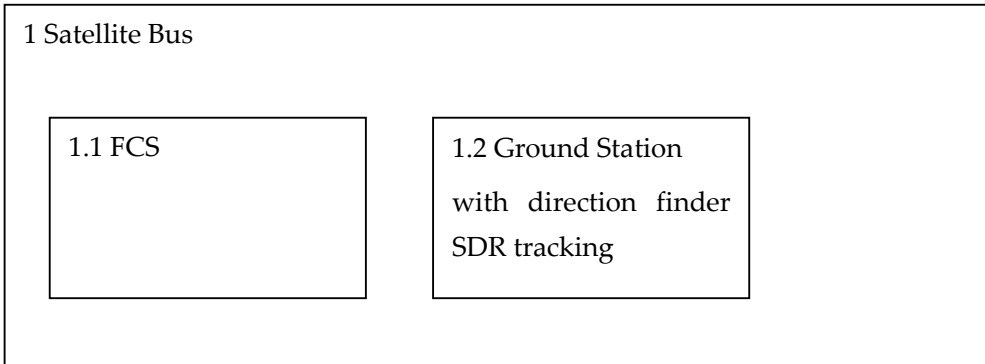 1 Satellite Bus
1.1 FCS
1.2 Ground Station
with direction finder
SDR tracking